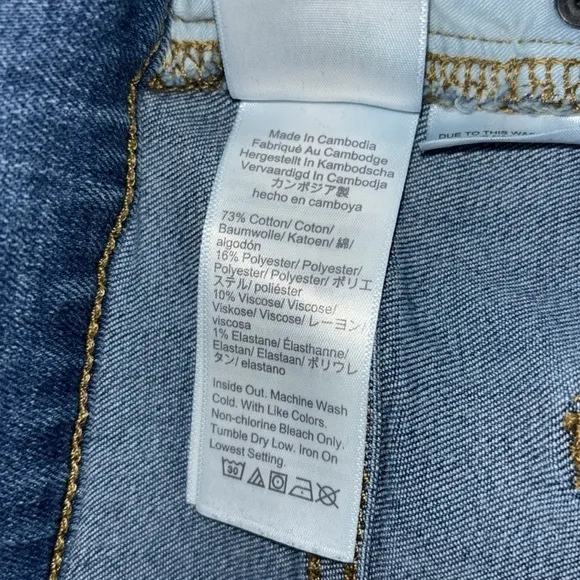 Made In Cambodia
Fabriqué Au Cambodge
Hergestellt In Kambodscha
Vervaardigd In Cambodja
カンボジア製
hecho en camboya
73% Cotton/ Coton/
Baumwolle/ Katoen/ 綿/
algodón
16% Polyester/ Polyester/
Polyester/ Polyester/ ポリエ
ステル/ poliéster
10% Viscose/ Viscose/
Viskose/ Viscose/ レーヨン/
viscosa
1% Elastane/ Élasthanne/
Elastan/ Elastaan/ ポリウレ
タン/ elastano
Inside Out. Machine Wash
Cold. With Like Colors.
Non-chlorine Bleach Only.
Tumble Dry Low. Iron On
Lowest Setting.
30
DUE TO THIS